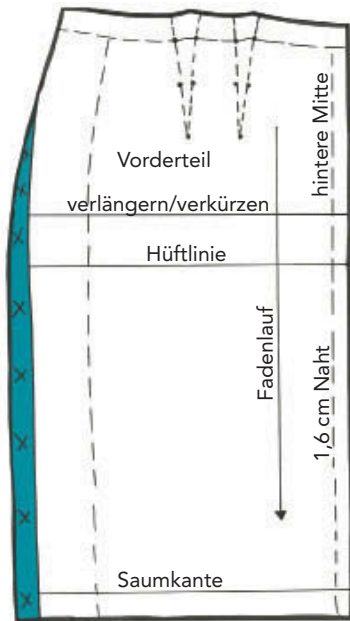 hintere Mitte
Vorderteil
verlängern/verkürzen
Hüftlinie
Fadenlauf
1,6 cm Naht
Saumkante